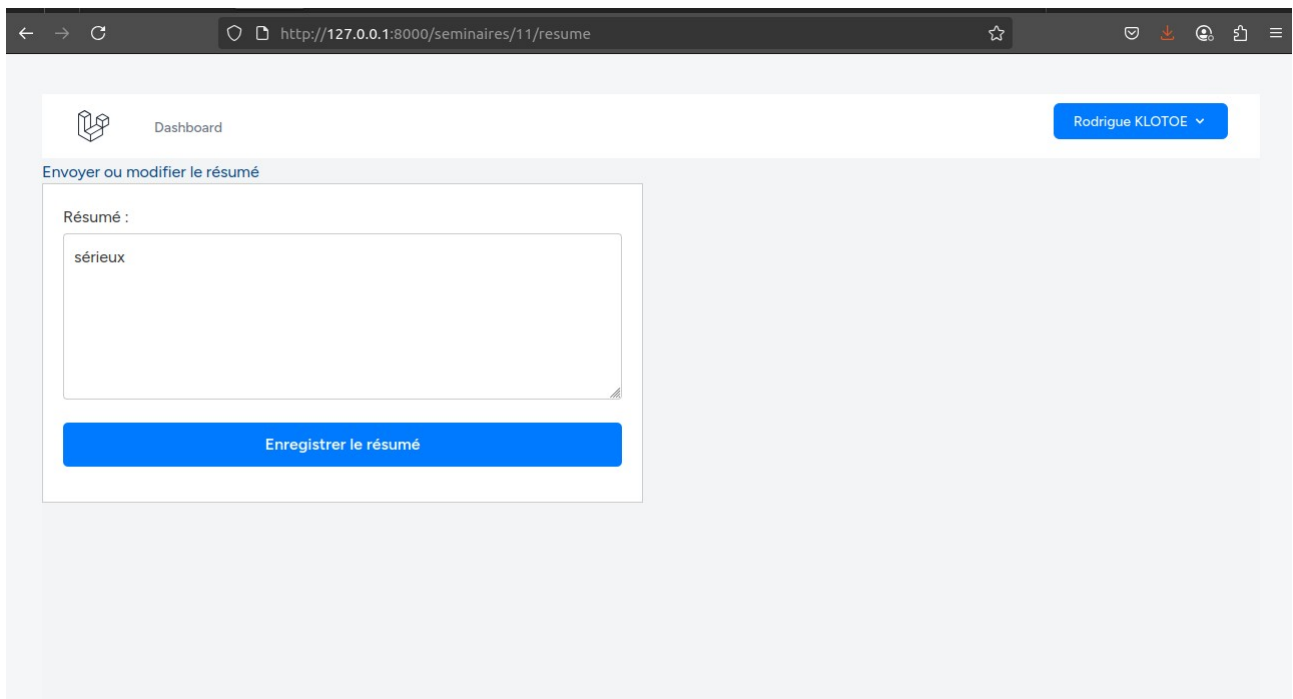 http://127.0.0.1:8000/seminaires/11/resume
Dashboard
Rodrigue KLOTOE
Envoyer ou modifier le résumé
Résumé :
sérieux
Enregistrer le résumé